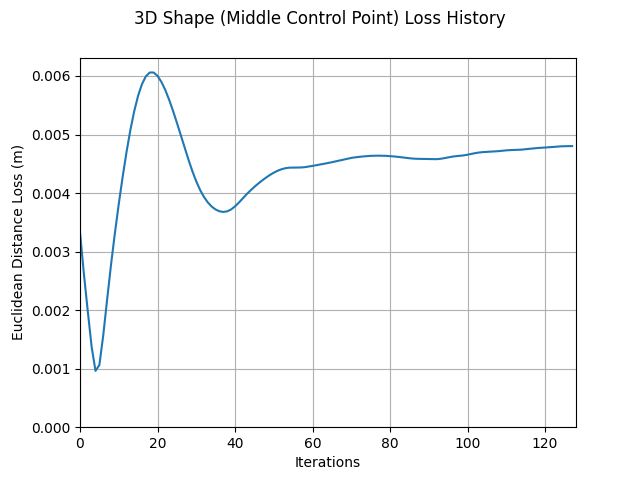 3D Shape (Middle Control Point) Loss History
0.006
0.005
0.004
0.003
0.002
0.001
0.000
Euclidean Distance Loss (m)
0 20 40 60 80 100 120
Iterations